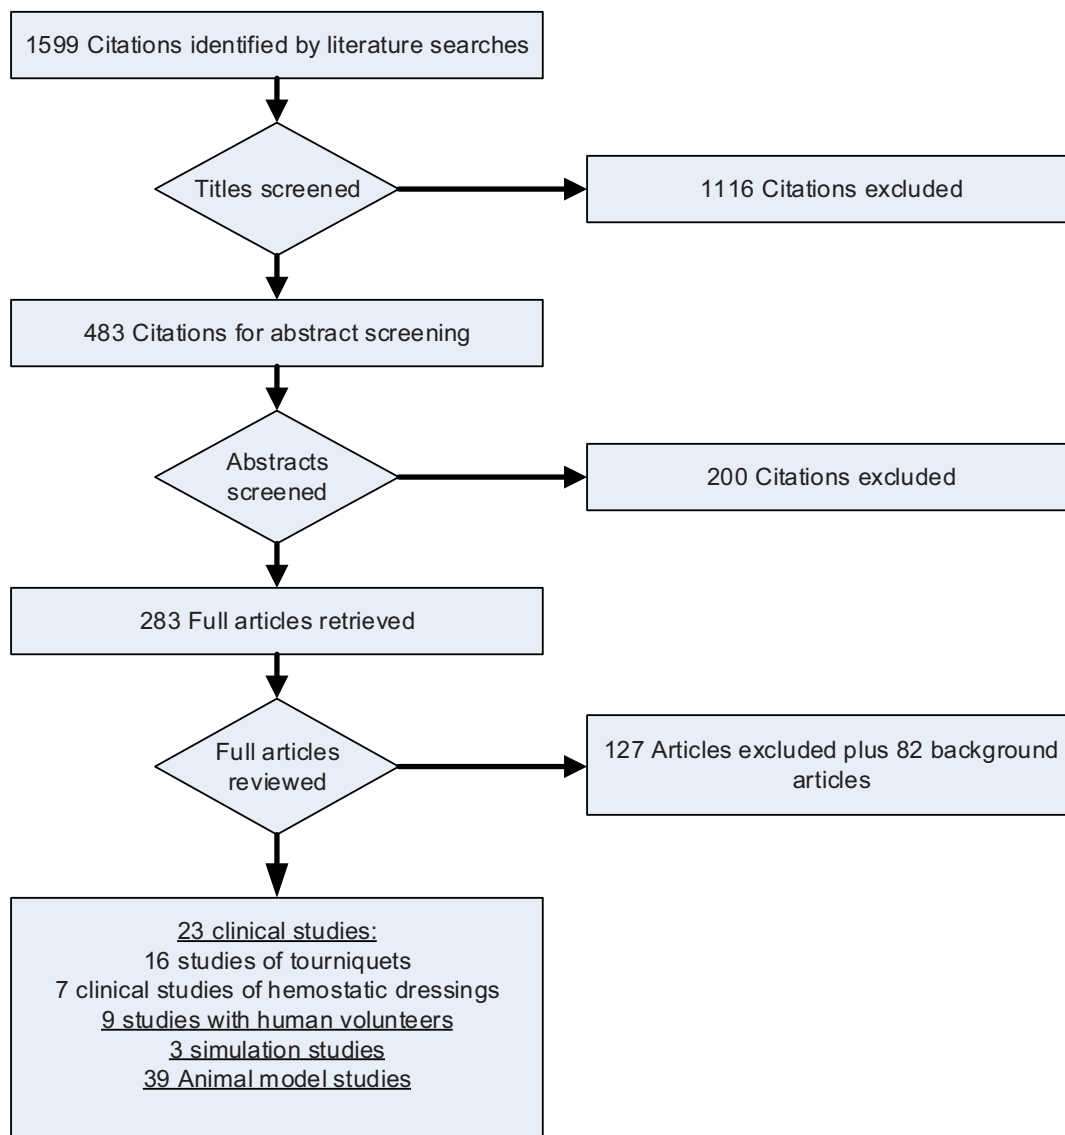 1599 Citations identified by literature searches
Titles screened
1116 Citations excluded
483 Citations for abstract screening
Abstracts
screened
200 Citations excluded
283 Full articles retrieved
Full articles
reviewed
127 Articles excluded plus 82 background
articles
23 clinical studies:
16 studies of tourniquets
7 clinical studies of hemostatic dressings
9 studies with human volunteers
3 simulation studies
39 Animal model studies